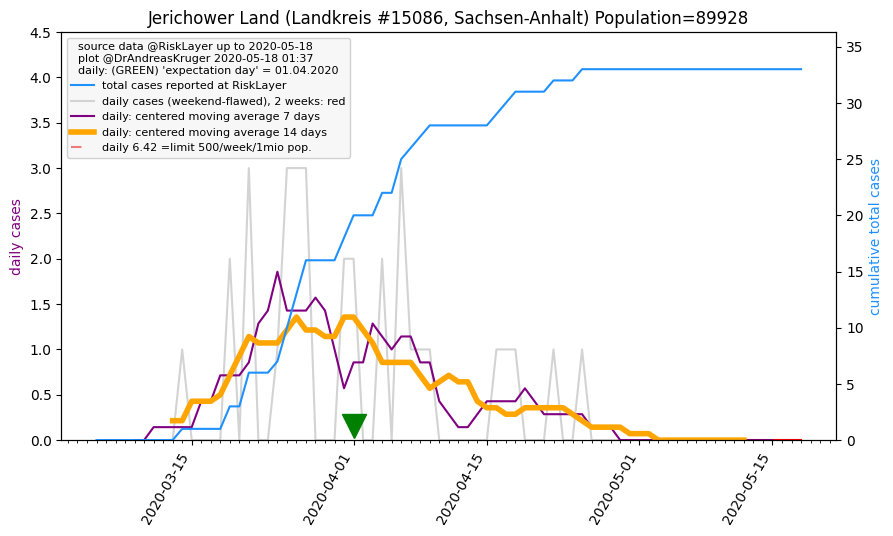 Jerichower Land (Landkreis #15086, Sachsen-Anhalt) Population=89928
source data @RiskLayer up to 2020-05-18
plot @DrAndreasKruger 2020-05-18 01:37
daily: (GREEN) 'expectation day' = 01.04.2020
total cases reported at RiskLayer
daily cases (weekend-flawed), 2 weeks: red
daily: centered moving average 7 days
daily: centered moving average 14 days
daily 6.42 =limit 500/week/1mio pop.
daily cases
4.5
4.0
3.5
3.0
2.5
2.0
1.5
1.0
0.5
0.0
35
30
25
20
15
10
5
0
cumulative total cases
2020-03-15
2020-04-01
2020-04-15
2020-05-01
2020-05-15